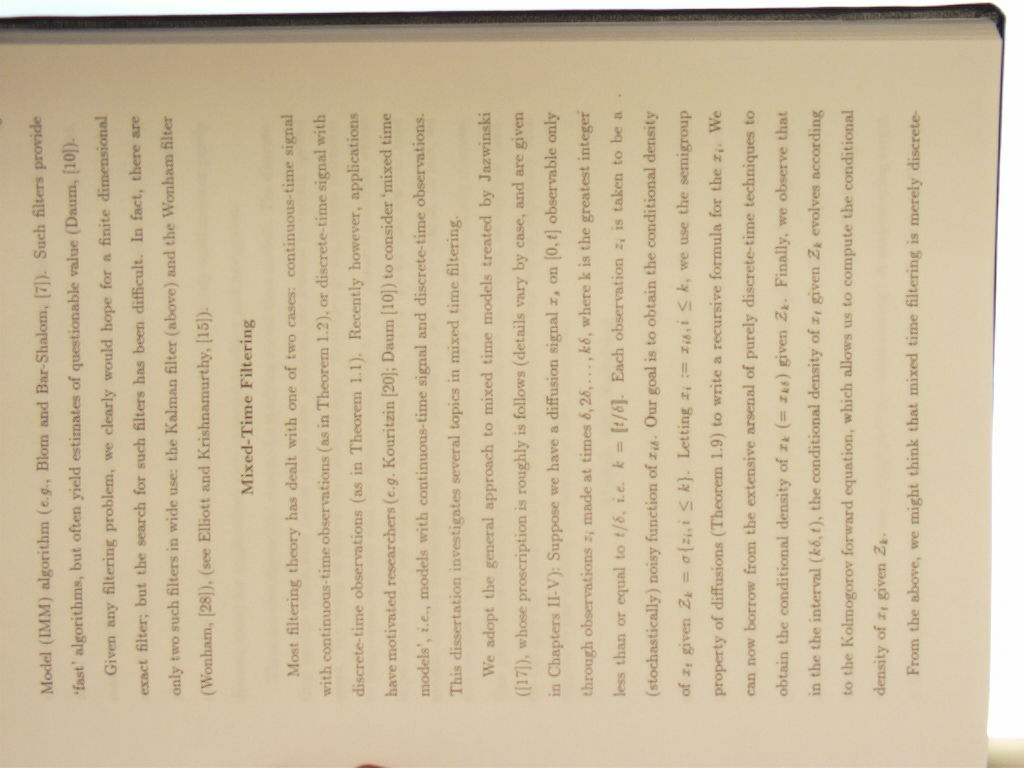 Model (IMM) algorithm (e.g., Blom and Bar-Shalom, [7]). Such filters provide
'fast' algorithms, but often yield estimates of questionable value (Daum, [10]).
Given any filtering problem, we clearly would hope for a finite dimensional
exact filter; but the search for such filters has been difficult. In fact, there are
only two such filters in wide use: the Kalman filter (above) and the Wonham filter
(Wonham, [28]), (see Elliott and Krishnamurthy, [15]).
Mixed-Time Filtering
Most filtering theory has dealt with one of two cases: continuous-time signal
with continuous-time observations (as in Theorem 1.2), or discrete-time signal with
discrete-time observations (as in Theorem 1.1). Recently however, applications
have motivated researchers (e.g. Kouritzin [20]; Daum [10]) to consider mixed time
models', i.e., models with continuous-time signal and discrete-time observations.
This dissertation investigates several topics in mixed time filtering.
We adopt the general approach to mixed time models treated by Jazwinski
([17]), whose proscription is roughly is follows (details vary by case, and are given
in Chapters II-V): Suppose we have a diffusion signal x_s on [0, t] observable only
through observations z_i made at times δ, 2δ, ..., kδ, where k is the greatest integer
less than or equal to t/δ, i.e. k = ⟦t/δ⟧. Each observation z_i is taken to be a
(stochastically) noisy function of x_{iδ}. Our goal is to obtain the conditional density
of x_t given Z_k = σ{z_i, i ≤ k}. Letting x_i := x_{iδ}, i ≤ k, we use the semigroup
property of diffusions (Theorem 1.9) to write a recursive formula for the x_i. We
can now borrow from the extensive arsenal of purely discrete-time techniques to
obtain the conditional density of x_k (= x_{kδ}) given Z_k. Finally, we observe that
in the the interval (kδ, t), the conditional density of x_t given Z_k evolves according
to the Kolmogorov forward equation, which allows us to compute the conditional
density of x_t given Z_k.
From the above, we might think that mixed time filtering is merely discrete-